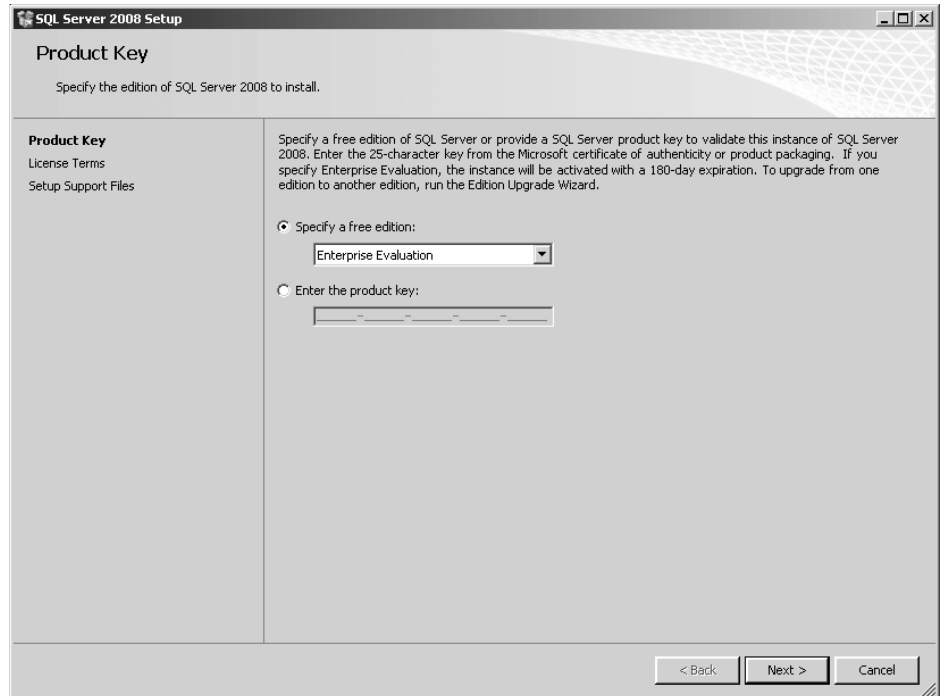 SQL Server 2008 Setup
Product Key
Specify the edition of SQL Server 2008 to install.
Product Key
License Terms
Setup Support Files
Specify a free edition of SQL Server or provide a SQL Server product key to validate this instance of SQL Server
2008. Enter the 25-character key from the Microsoft certificate of authenticity or product packaging. If you
specify Enterprise Evaluation, the instance will be activated with a 180-day expiration. To upgrade from one
edition to another edition, run the Edition Upgrade Wizard.
Specify a free edition:
Enterprise Evaluation
Enter the product key:
_____-_____-_____-_____-_____
< Back Next > Cancel